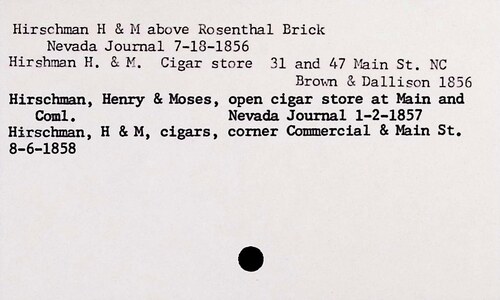 Hirschman H & M above Rosenthal Brick
Nevada Journal 7-18-1856
Hirshman H. & M. Cigar store 31 and 47 Main St. NC
Brown & Dallison 1856
Hirschman, Henry & Moses, open cigar store at Main and
Coml. Nevada Journal 1-2-1857
Hirschman, H & M, cigars, corner Commercial & Main St.
8-6-1858